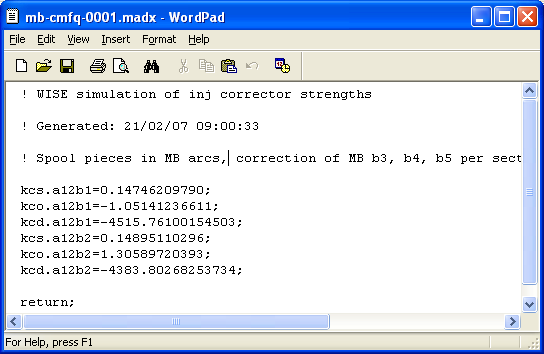 mb-cmfq-0001.madx - WordPad
File Edit View Insert Format Help
! WISE simulation of inj corrector strengths
! Generated: 21/02/07 09:00:33
! Spool pieces in MB arcs, correction of MB b3, b4, b5 per sect
kcs.a12b1=0.14746209790;
kco.a12b1=-1.05141236611;
kcd.a12b1=-4515.76100154503;
kcs.a12b2=0.14895110296;
kco.a12b2=1.30589720393;
kcd.a12b2=-4383.80268253734;
return;
For Help, press F1